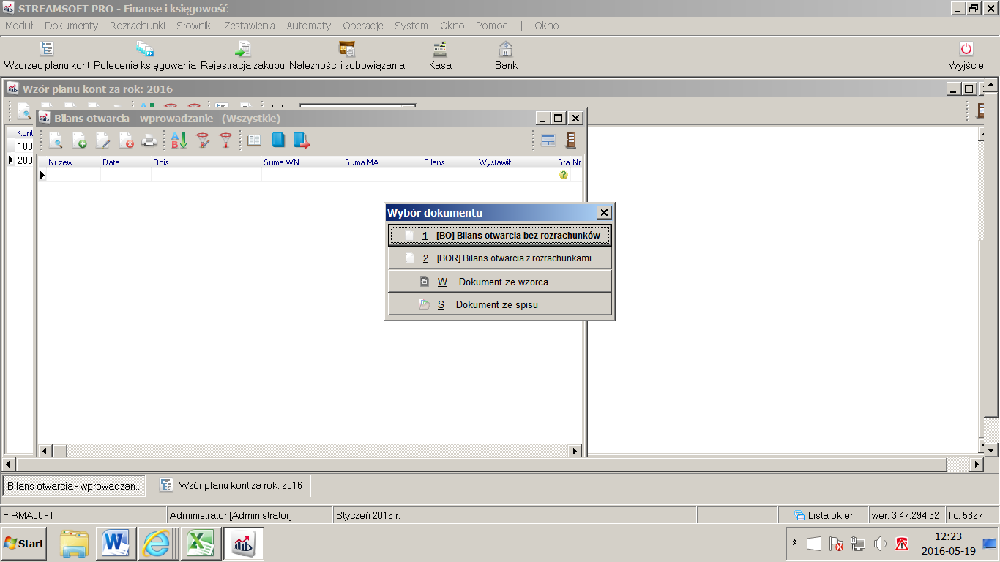 STREAMSOFT PRO - Finanse i księgowość
Moduł Dokumenty Rozrachunki Słowniki Zestawienia Automaty Operacje System Okno Pomoc | Okno
Wzorzec planu kont Polecenia księgowania Rejestracja zakupu Należności i zobowiązania Kasa Bank Wyjście
Wzór planu kont za rok: 2016
Bilans otwarcia - wprowadzanie (Wszystkie)
Kont
100
200
Nr zew. Data Opis Suma WN Suma MA Bilans Wystawił Sta Nr
Wybór dokumentu
1 [BO] Bilans otwarcia bez rozrachunków
2 [BOR] Bilans otwarcia z rozrachunkami
W Dokument ze wzorca
S Dokument ze spisu
Bilans otwarcia - wprowadzan... Wzór planu kont za rok: 2016
FIRMA00 - f Administrator [Administrator] Styczeń 2016 r. Lista okien wer. 3.47.294.32 lic. 5827
Start 12:23
2016-05-19